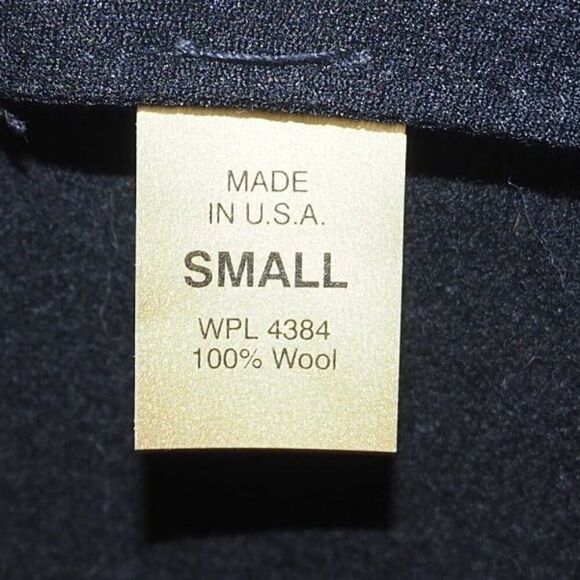 MADE
IN U.S.A.
SMALL
WPL 4384
100% Wool